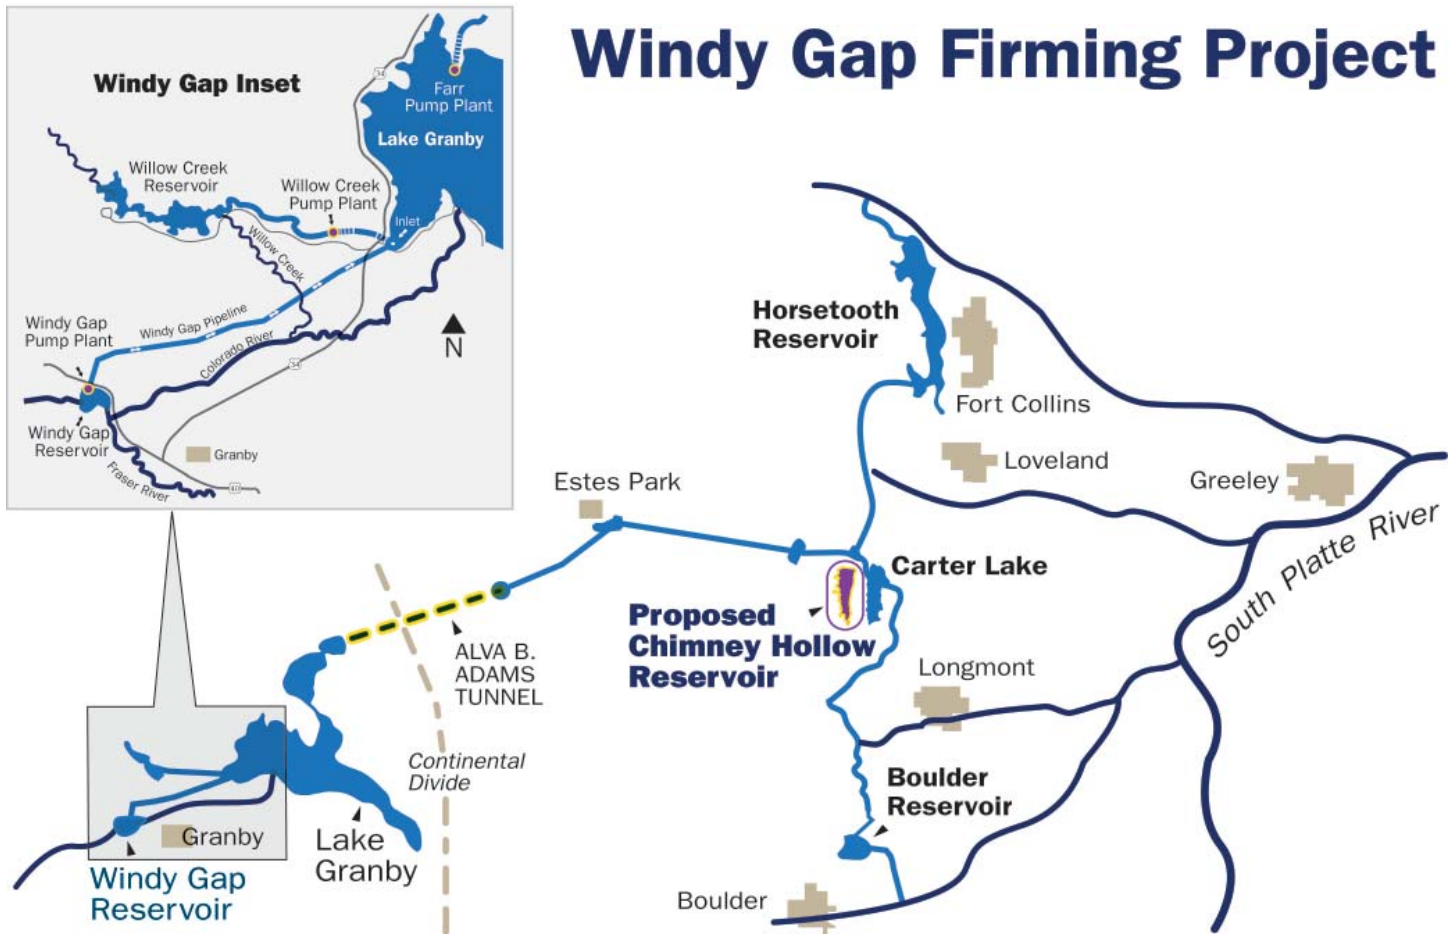 Windy Gap Firming Project
Windy Gap Inset
34
Farr
Pump Plant
Lake Granby
Willow Creek
Reservoir
Willow Creek
Pump Plant
Inlet
Willow Creek
Windy Gap Pipeline
Windy Gap
Pump Plant
Colorado River
N
34
Windy Gap
Reservoir
Granby
Fraser River
40
Horsetooth
Reservoir
Fort Collins
Loveland
Greeley
Estes Park
South Platte River
Carter Lake
Proposed
Chimney Hollow
Reservoir
ALVA B.
ADAMS
TUNNEL
Longmont
Continental
Divide
Boulder
Reservoir
Granby
Lake
Granby
Windy Gap
Reservoir
Boulder